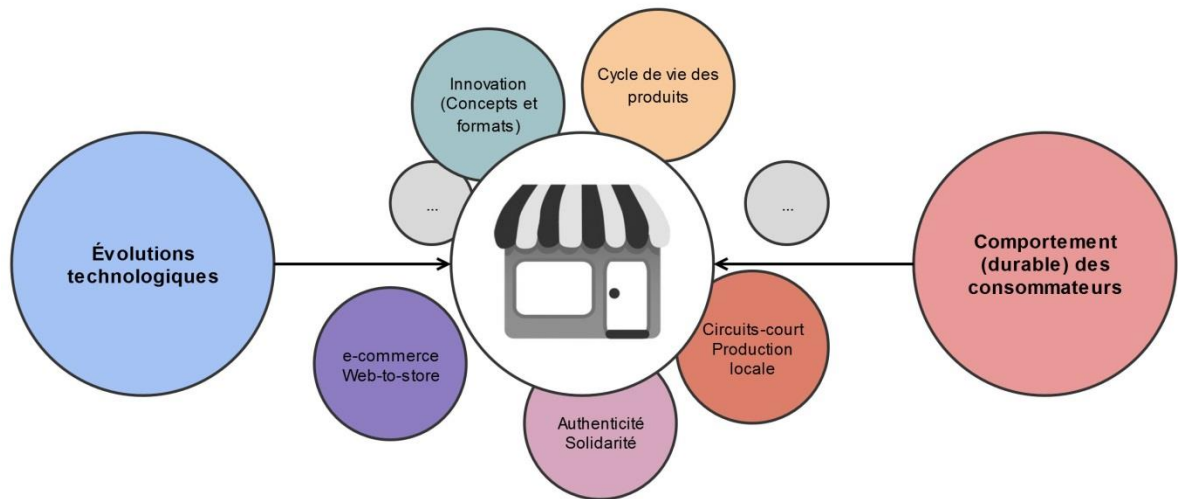 Innovation
(Concepts et
formats)
Cycle de vie des
produits
...
...
Évolutions
technologiques
Comportement
(durable) des
consommateurs
e-commerce
Web-to-store
Circuits-court
Production
locale
Authenticité
Solidarité